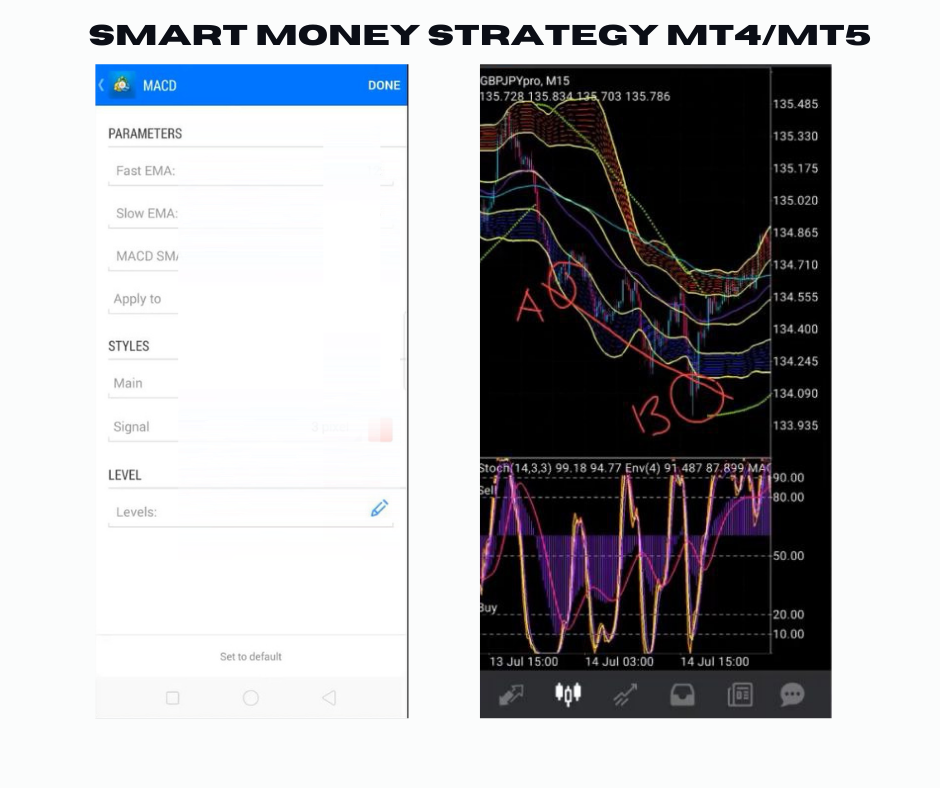 SMART MONEY STRATEGY MT4/MT5
MACD
DONE
PARAMETERS
Fast EMA:
Slow EMA:
MACD SM
Apply to
STYLES
Main
Signal
LEVEL
Levels:
Set to default
GBPJPYpro, M15
135.728 135.834 135.703 135.786
135.485
135.330
135.175
135.020
134.865
134.710
134.555
134.400
134.245
134.090
133.935
A
B
Stoch(14,3,3) 99.18 94.77 Env(4) 91.487 87.899 MAC
90.00
Sell
80.00
50.00
Buy
20.00
10.00
13 Jul 15:00
14 Jul 03:00
14 Jul 15:00